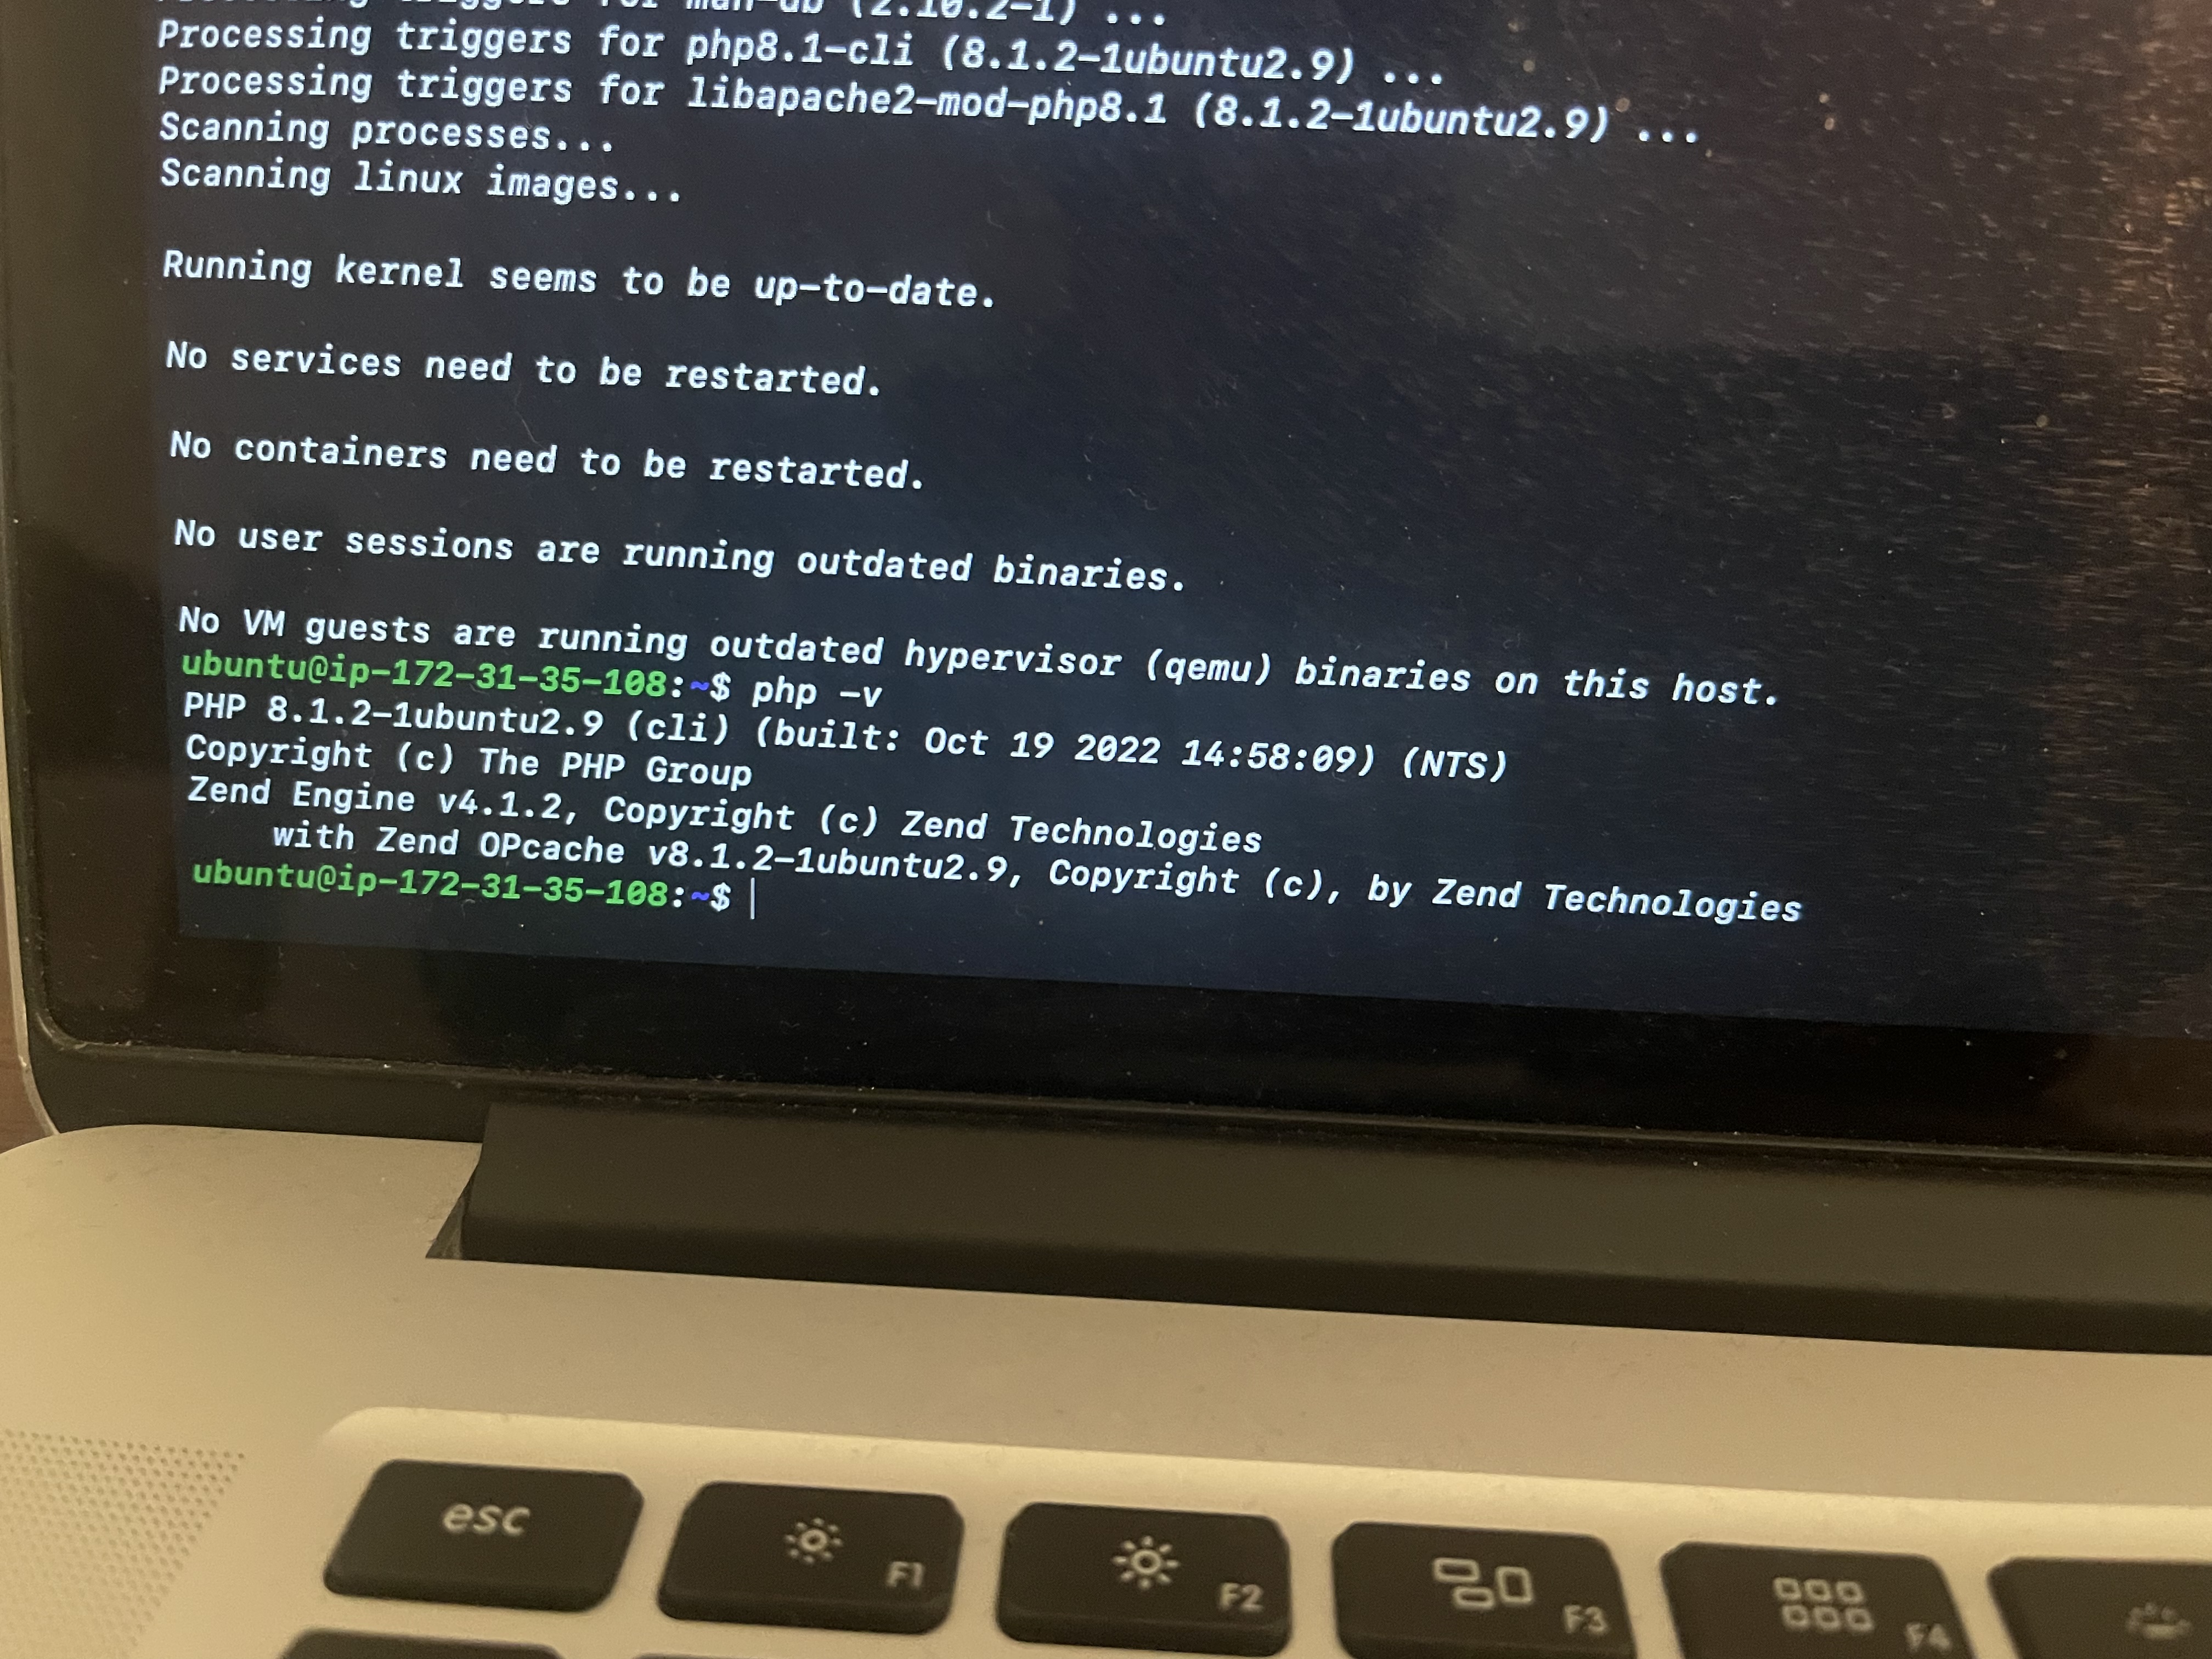 Processing triggers for man-db (2.10.2-1) ...
Processing triggers for php8.1-cli (8.1.2-1ubuntu2.9) ...
Processing triggers for libapache2-mod-php8.1 (8.1.2-1ubuntu2.9) ...
Scanning processes...
Scanning linux images...
Running kernel seems to be up-to-date.
No services need to be restarted.
No containers need to be restarted.
No user sessions are running outdated binaries.
No VM guests are running outdated hypervisor (qemu) binaries on this host.
ubuntu@ip-172-31-35-108:~$ php -v
PHP 8.1.2-1ubuntu2.9 (cli) (built: Oct 19 2022 14:58:09) (NTS)
Copyright (c) The PHP Group
Zend Engine v4.1.2, Copyright (c) Zend Technologies
    with Zend OPcache v8.1.2-1ubuntu2.9, Copyright (c), by Zend Technologies
ubuntu@ip-172-31-35-108:~$
esc F1 F2 F3 F4